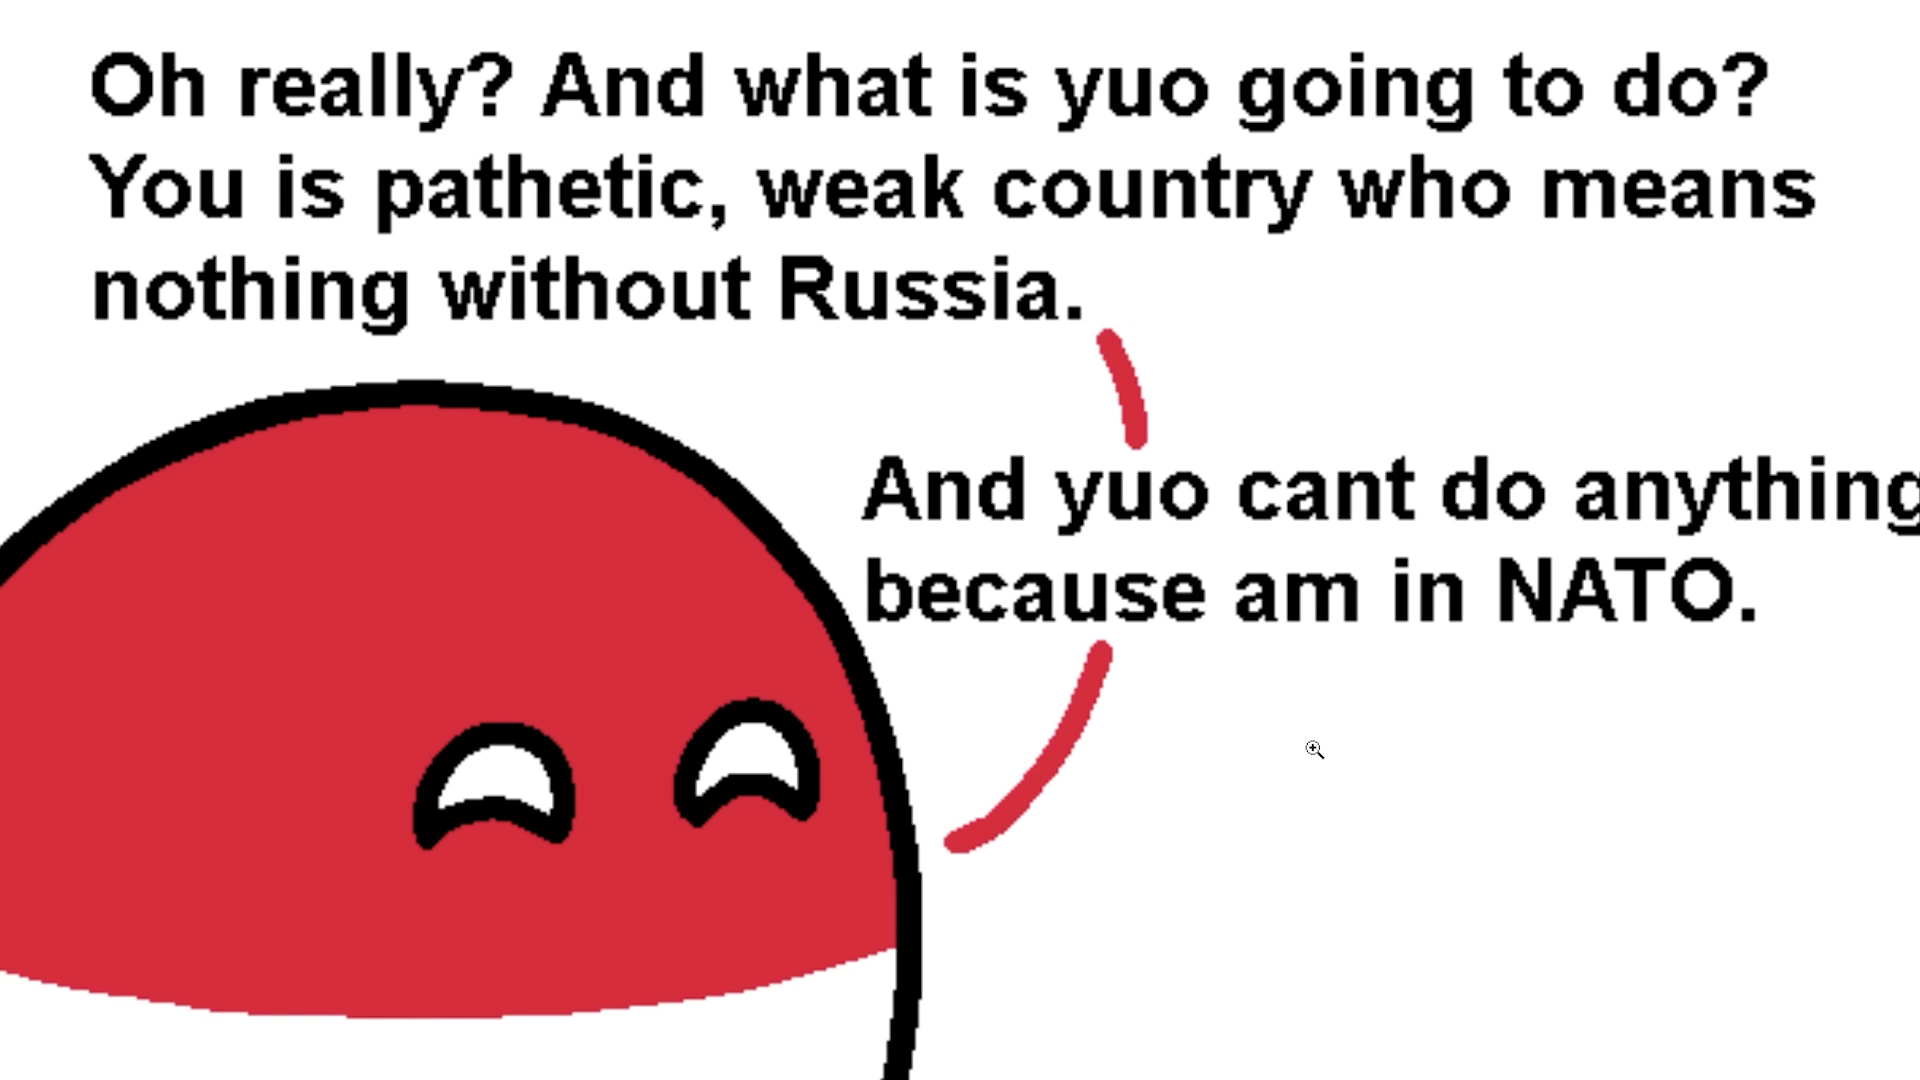 Oh really? And what is yuo going to do?
You is pathetic, weak country who means
nothing without Russia.
And yuo cant do anything
because am in NATO.